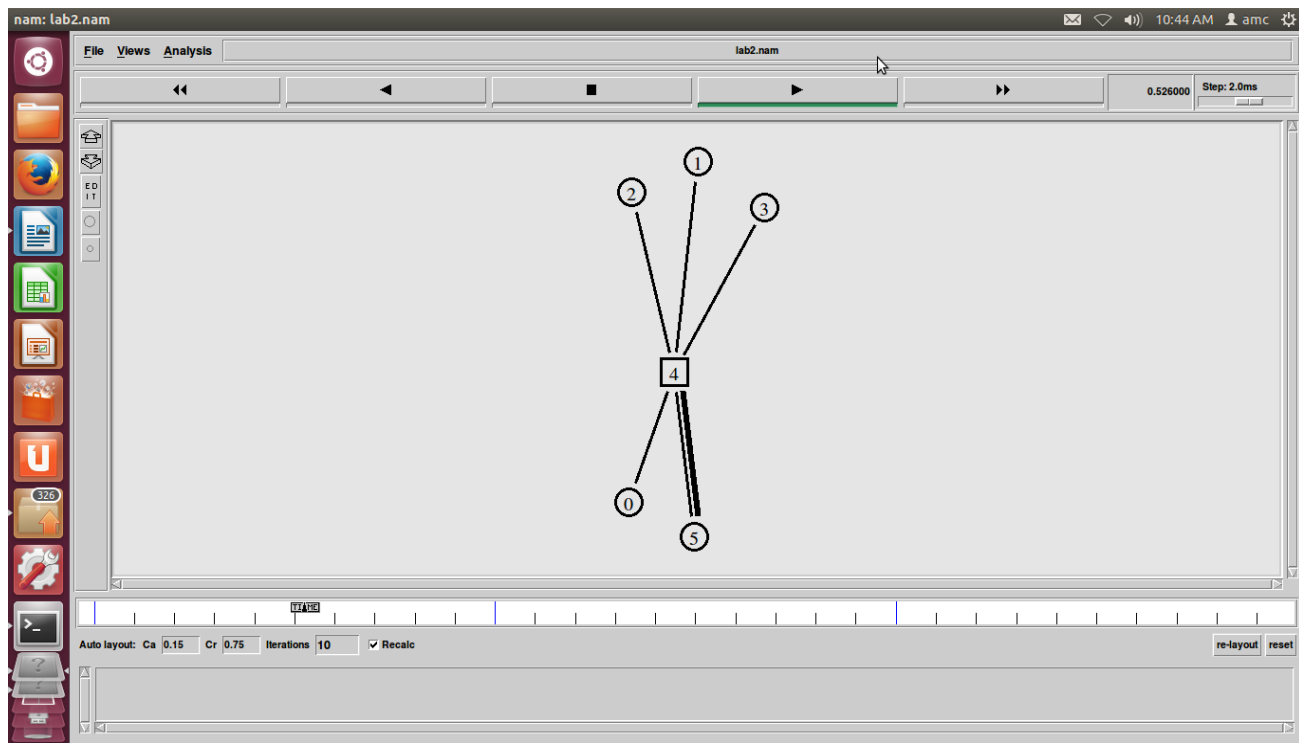 nam: lab2.nam
10:44 AM amc
File Views Analysis lab2.nam
0.526000 Step: 2.0ms
ED
IT
1
2
3
4
0
5
326
TIME
Auto layout: Ca 0.15 Cr 0.75 Iterations 10 Recalc re-layout reset